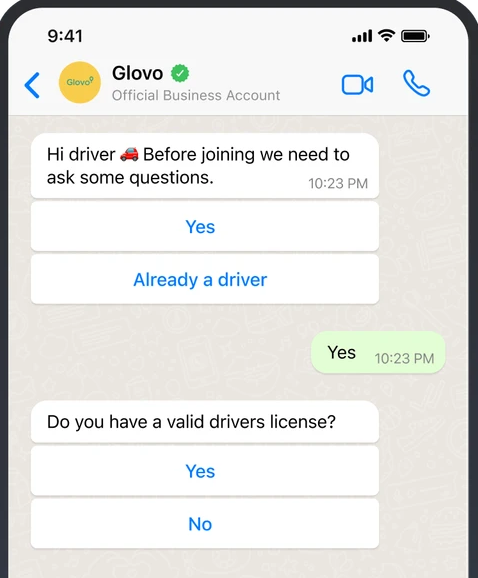 9:41
Glovo
Glovo
Official Business Account
Hi driver 🚗 Before joining we need to
ask some questions.
10:23 PM
Yes
Already a driver
Yes 10:23 PM
Do you have a valid drivers license?
Yes
No